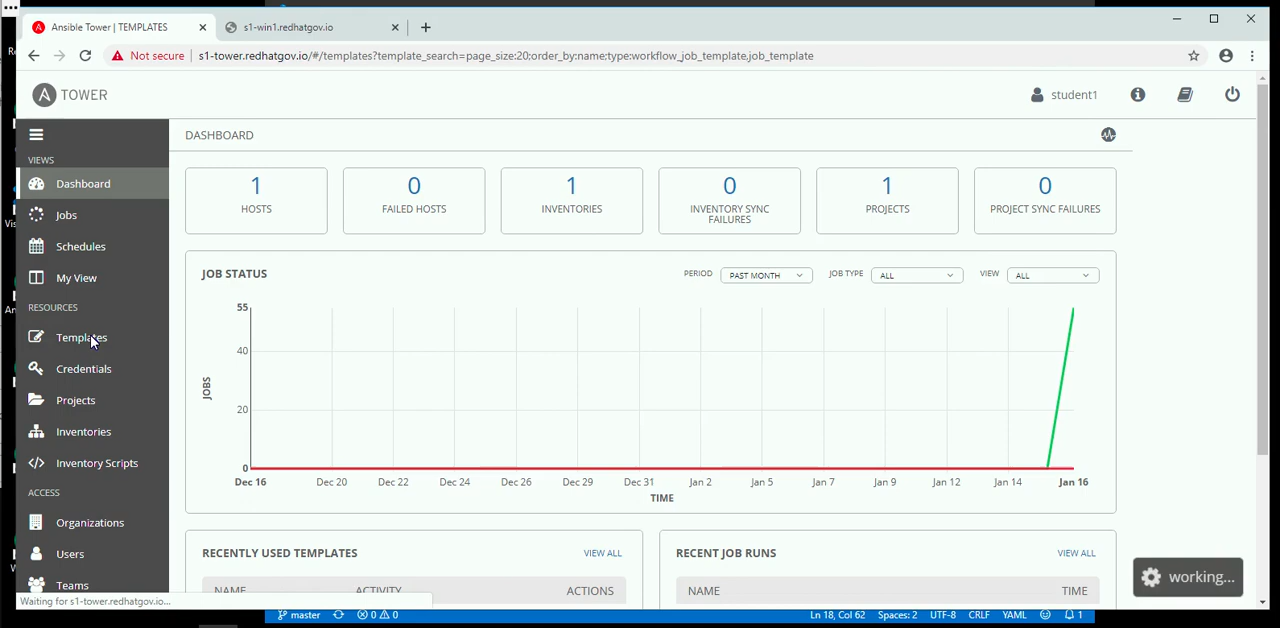 Ansible Tower | TEMPLATES
s1-win1.redhatgov.io
Not secure
s1-tower.redhatgov.io/#/templates?template_search=page_size:20;order_by:name;type:workflow_job_template,job_template
A TOWER
student1
VIEWS
Dashboard
Jobs
Schedules
My View
RESOURCES
Templates
Credentials
Projects
Inventories
Inventory Scripts
ACCESS
Organizations
Users
Teams
DASHBOARD
1
HOSTS
0
FAILED HOSTS
1
INVENTORIES
0
INVENTORY SYNC
FAILURES
1
PROJECTS
0
PROJECT SYNC FAILURES
JOB STATUS
PERIOD PAST MONTH JOB TYPE ALL VIEW ALL
55
40
20
0
JOBS
Dec 16 Dec 20 Dec 22 Dec 24 Dec 26 Dec 29 Dec 31 Jan 2 Jan 5 Jan 7 Jan 9 Jan 12 Jan 14 Jan 16
TIME
RECENTLY USED TEMPLATES VIEW ALL
NAME ACTIVITY ACTIONS
RECENT JOB RUNS VIEW ALL
NAME TIME
working...
Waiting for s1-tower.redhatgov.io...
master 0 0 Ln 18, Col 62 Spaces: 2 UTF-8 CRLF YAML 1